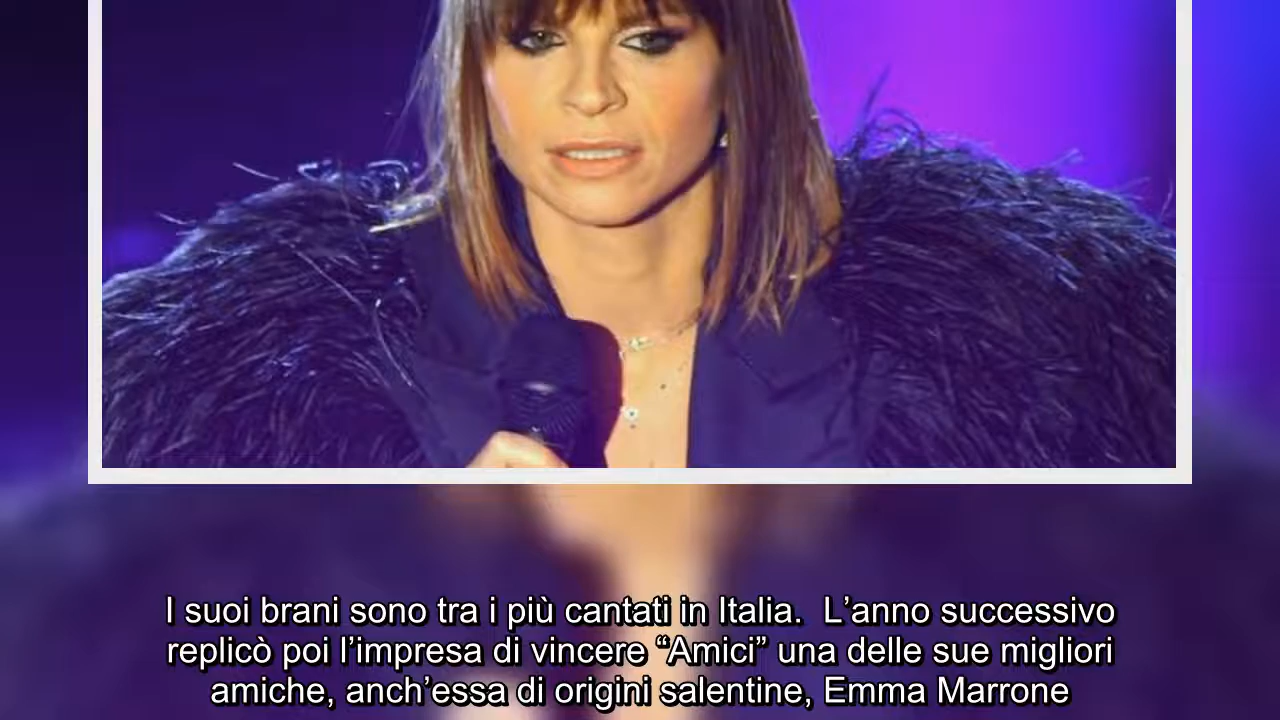 I suoi brani sono tra i più cantati in Italia.  L’anno successivo
replicò poi l’impresa di vincere “Amici” una delle sue migliori
amiche, anch’essa di origini salentine, Emma Marrone